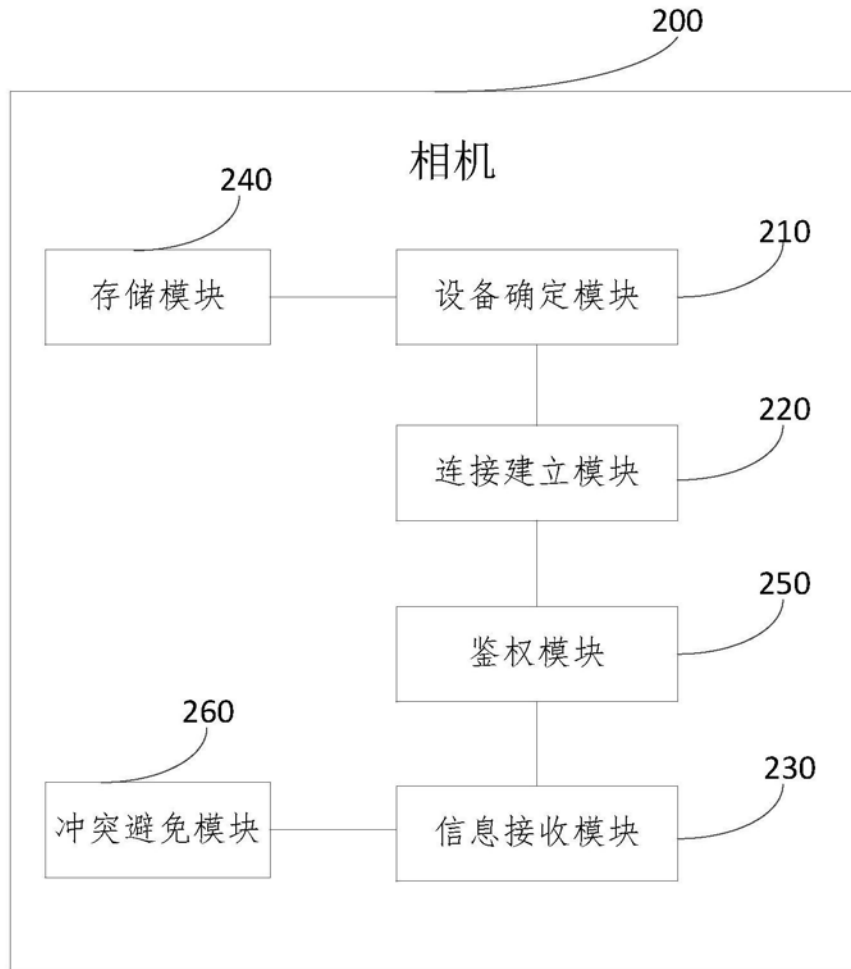 200
相机
240
210
存储模块
设备确定模块
220
连接建立模块
250
鉴权模块
260
230
冲突避免模块
信息接收模块